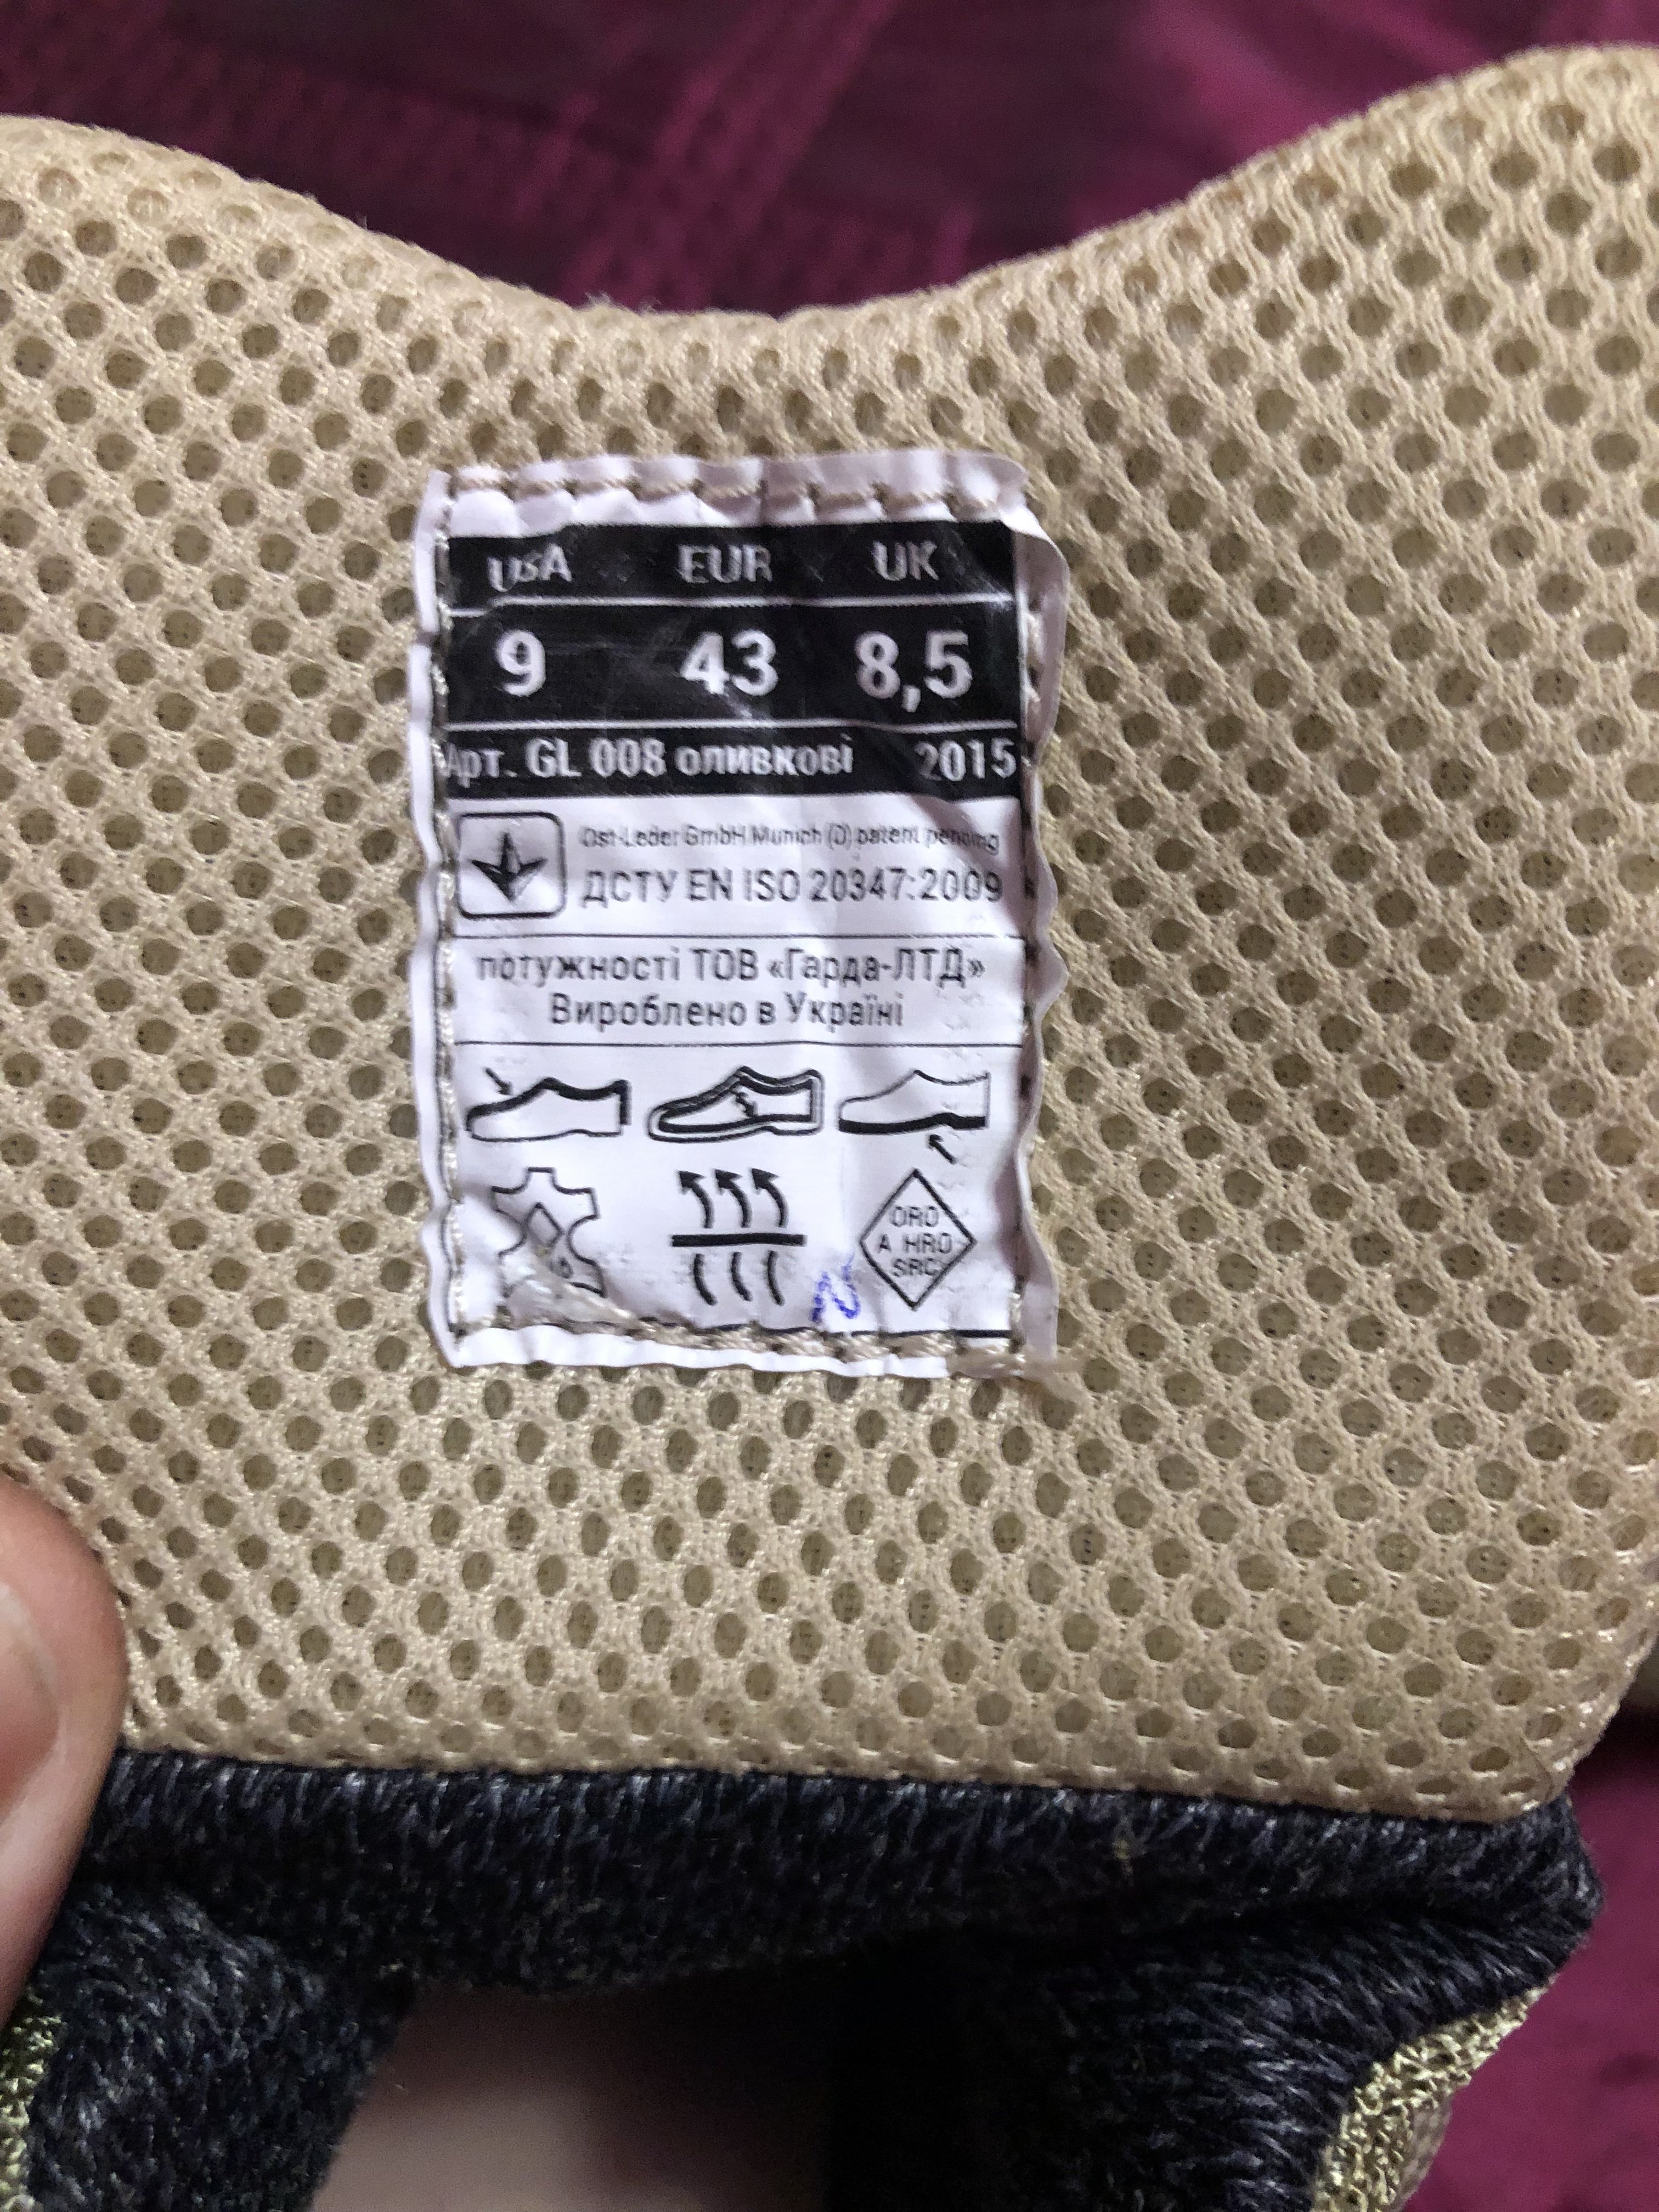 USA EUR UK
9 43 8,5
Арт. GL 008 оливкові 2015
Ost-Leder GmbH Munich (D) patent pending
ДСТУ EN ISO 20347:2009
потужності ТОВ «Гарда-ЛТД»
Вироблено в Україні
ORO
A HRO
SRC